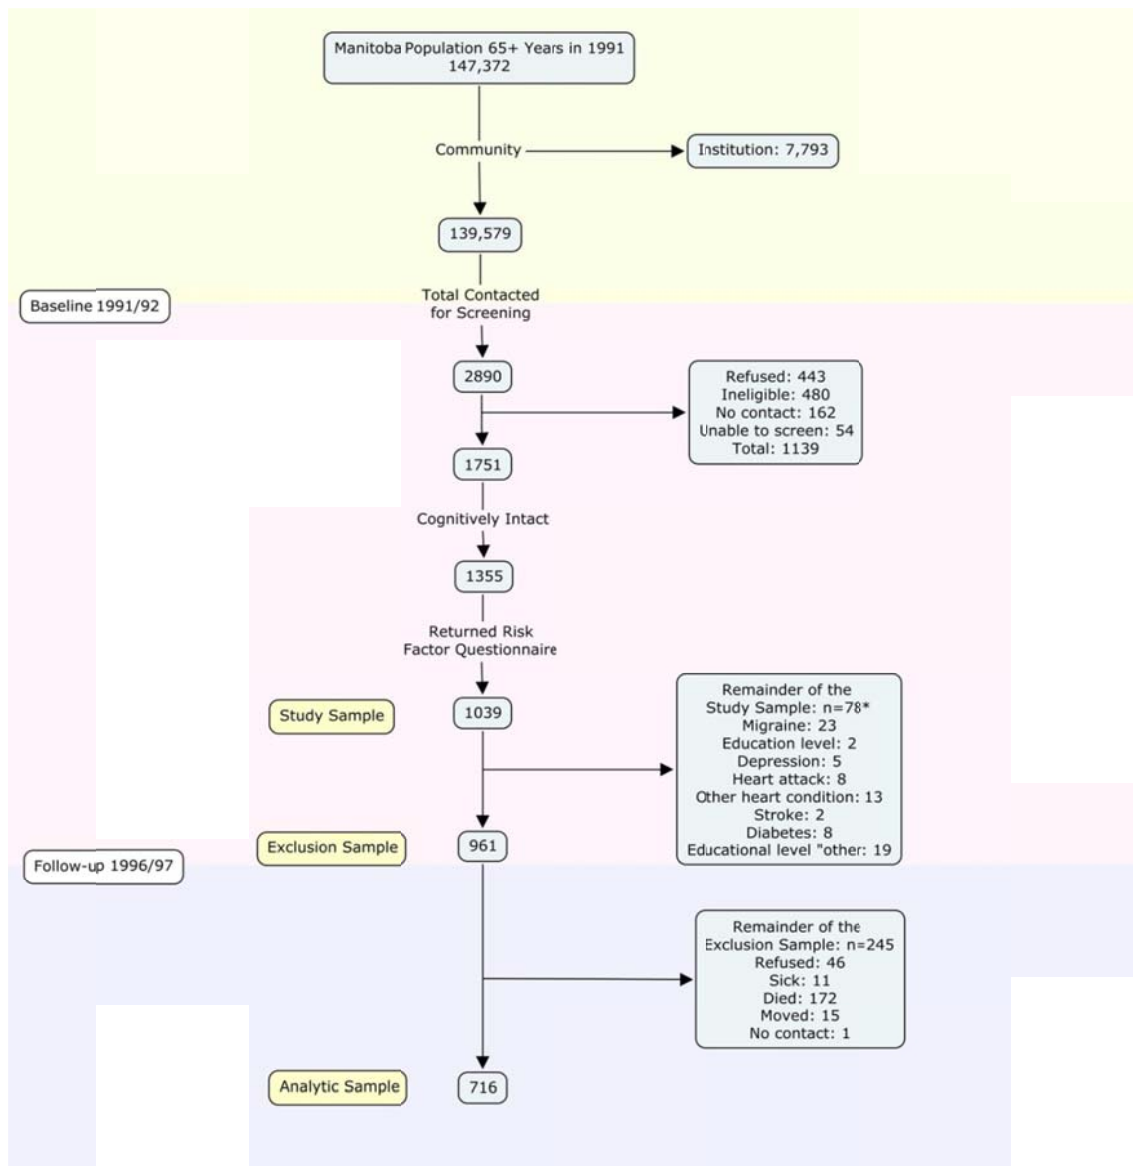 Manitoba Population 65+ Years in 1991
147,372
Community
Institution: 7,793
139,579
Baseline 1991/92
Total Contacted
for Screening
2890
Refused: 443
Ineligible: 480
No contact: 162
Unable to screen: 54
Total: 1139
1751
Cognitively Intact
1355
Returned Risk
Factor Questionnaire
Study Sample
1039
Remainder of the
Study Sample: n=78*
Migraine: 23
Education level: 2
Depression: 5
Heart attack: 8
Other heart condition: 13
Stroke: 2
Diabetes: 8
Educational level "other: 19
Exclusion Sample
961
Follow-up 1996/97
Remainder of the
Exclusion Sample: n=245
Refused: 46
Sick: 11
Died: 172
Moved: 15
No contact: 1
Analytic Sample
716